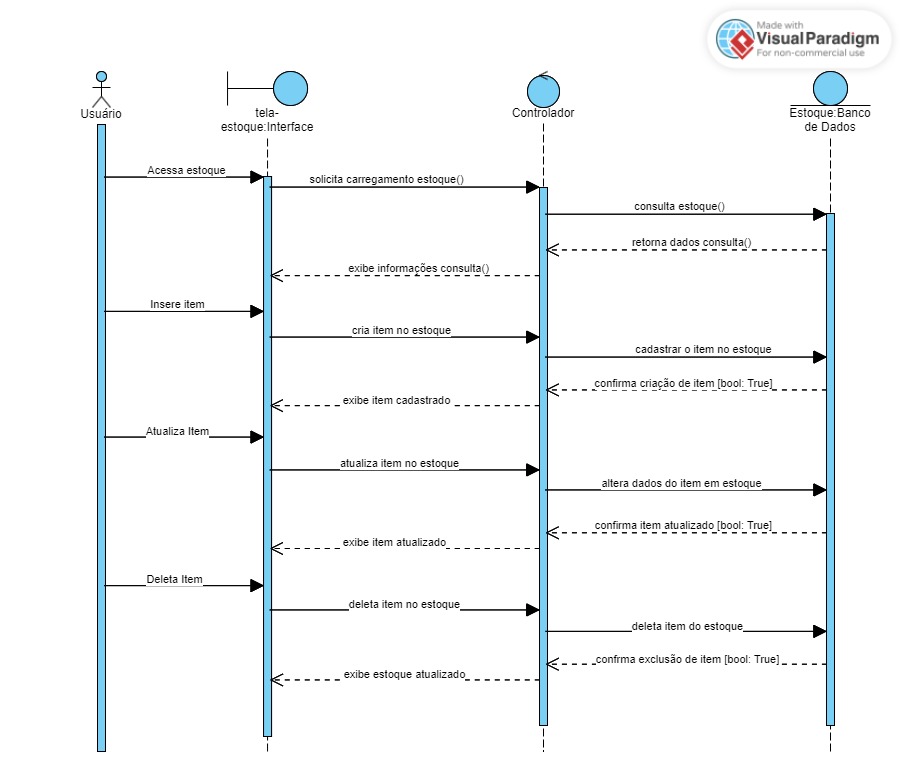 Made with
VisualParadigm
For non-commercial use
Usuário
tela-
estoque:Interface
Controlador
Estoque:Banco
de Dados
Acessa estoque
solicita carregamento estoque()
consulta estoque()
retorna dados consulta()
exibe informações consulta()
Insere item
cria item no estoque
cadastrar o item no estoque
confirma criação de item [bool: True]
exibe item cadastrado
Atualiza Item
atualiza item no estoque
altera dados do item em estoque
confirma item atualizado [bool: True]
exibe item atualizado
Deleta Item
deleta item no estoque
deleta item do estoque
confrma exclusão de item [bool: True]
exibe estoque atualizado